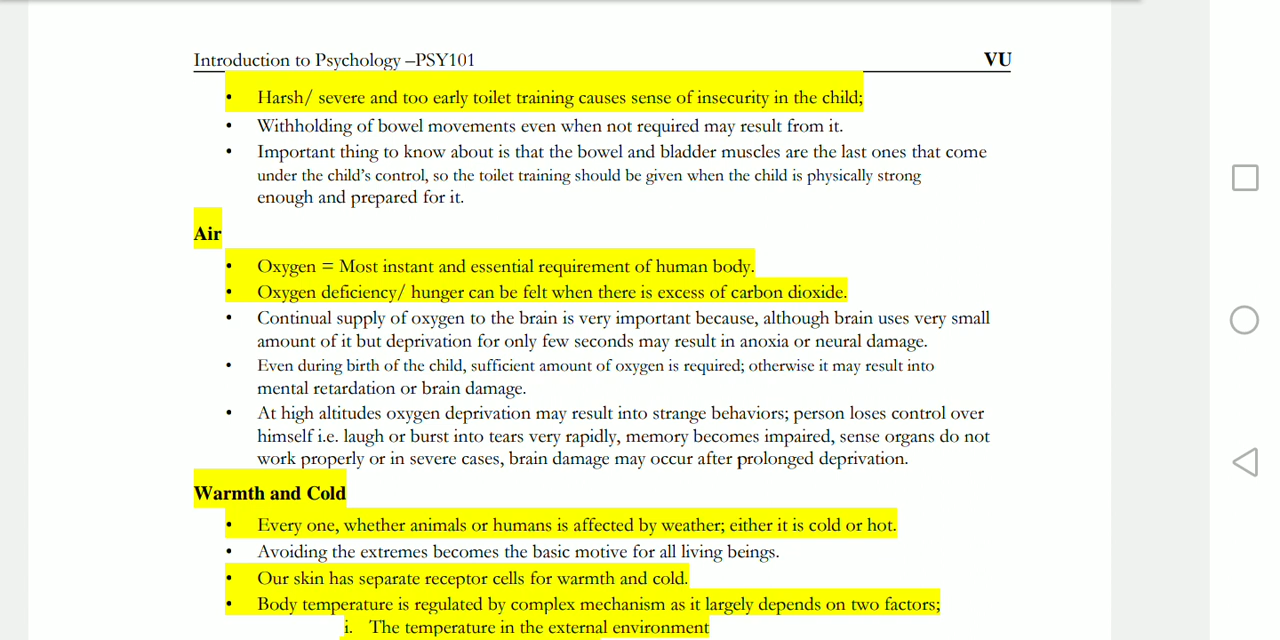 Introduction to Psychology –PSY101 VU
• Harsh/ severe and too early toilet training causes sense of insecurity in the child;
• Withholding of bowel movements even when not required may result from it.
• Important thing to know about is that the bowel and bladder muscles are the last ones that come
under the child's control, so the toilet training should be given when the child is physically strong
enough and prepared for it.
Air
• Oxygen = Most instant and essential requirement of human body.
• Oxygen deficiency/ hunger can be felt when there is excess of carbon dioxide.
• Continual supply of oxygen to the brain is very important because, although brain uses very small
amount of it but deprivation for only few seconds may result in anoxia or neural damage.
• Even during birth of the child, sufficient amount of oxygen is required; otherwise it may result into
mental retardation or brain damage.
• At high altitudes oxygen deprivation may result into strange behaviors; person loses control over
himself i.e. laugh or burst into tears very rapidly, memory becomes impaired, sense organs do not
work properly or in severe cases, brain damage may occur after prolonged deprivation.
Warmth and Cold
• Every one, whether animals or humans is affected by weather; either it is cold or hot.
• Avoiding the extremes becomes the basic motive for all living beings.
• Our skin has separate receptor cells for warmth and cold.
• Body temperature is regulated by complex mechanism as it largely depends on two factors;
i. The temperature in the external environment